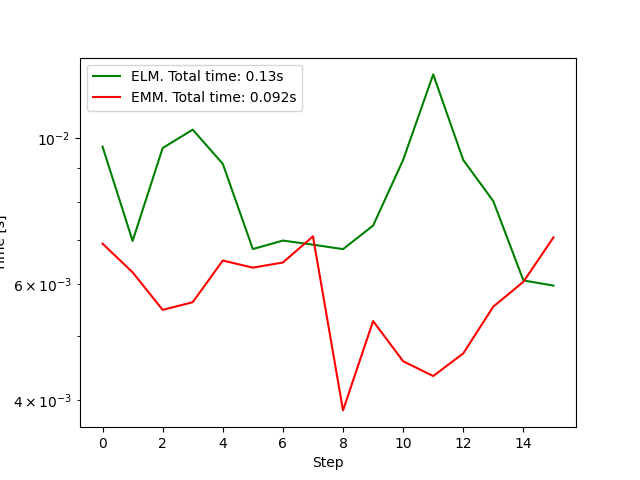 ELM. Total time: 0.13s
EMM. Total time: 0.092s
10⁻²
6 × 10⁻³
4 × 10⁻³
0 2 4 6 8 10 12 14
Step
[s]